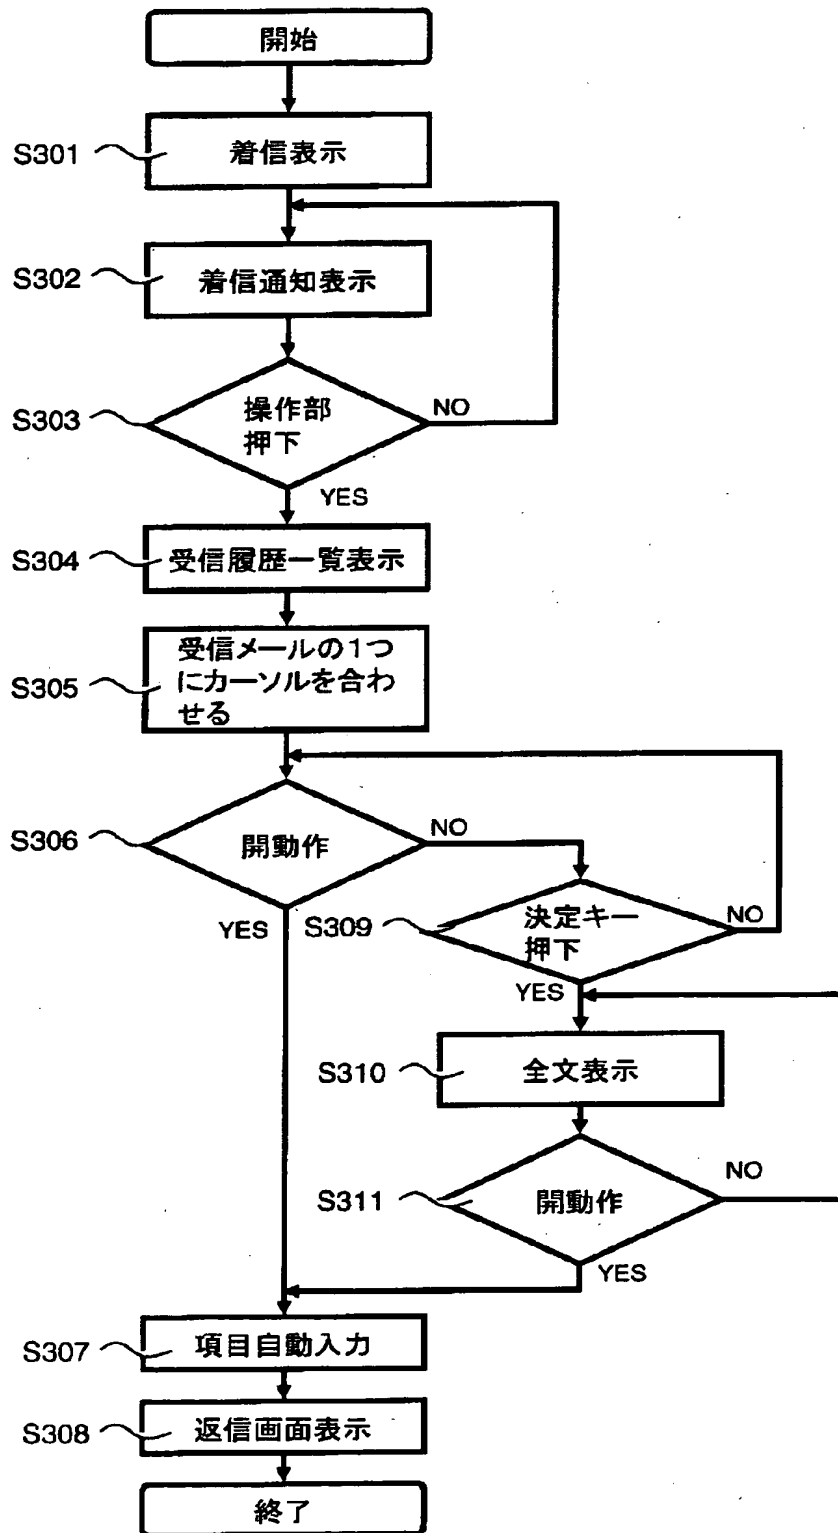 開始
S301
着信表示
S302
着信通知表示
S303
操作部
押下
NO
YES
S304
受信履歴一覧表示
S305
受信メールの1つ
にカーソルを合わ
せる
S306
開動作
NO
YES
S309
決定キー
押下
NO
YES
S310
全文表示
S311
開動作
NO
YES
S307
項目自動入力
S308
返信画面表示
終了